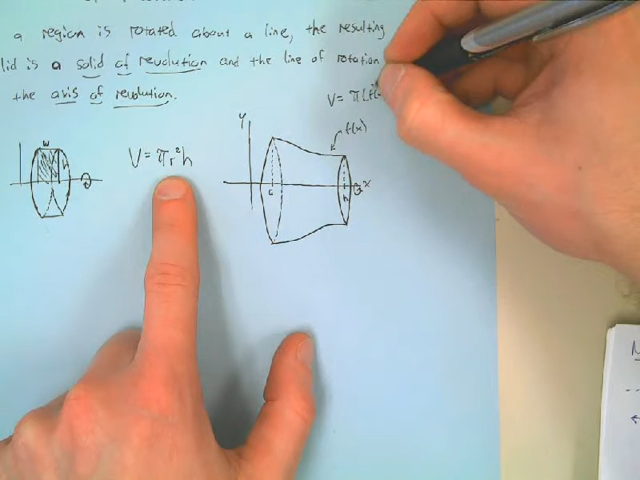 a region is rotated about a line, the resulting
lid is a solid of revolution and the line of rotation
the axis of revolution.
V = π[f(
y
f(x)
w
V = πr²h
h
x